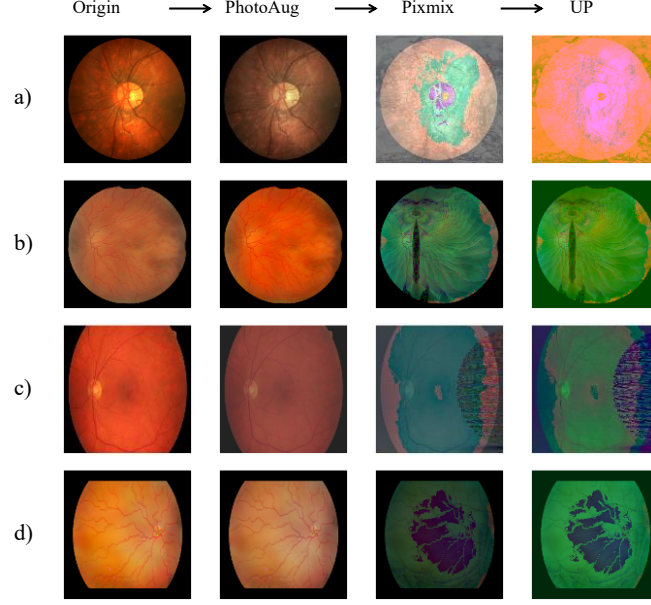 Origin → PhotoAug → Pixmix → UP
a)
b)
c)
d)